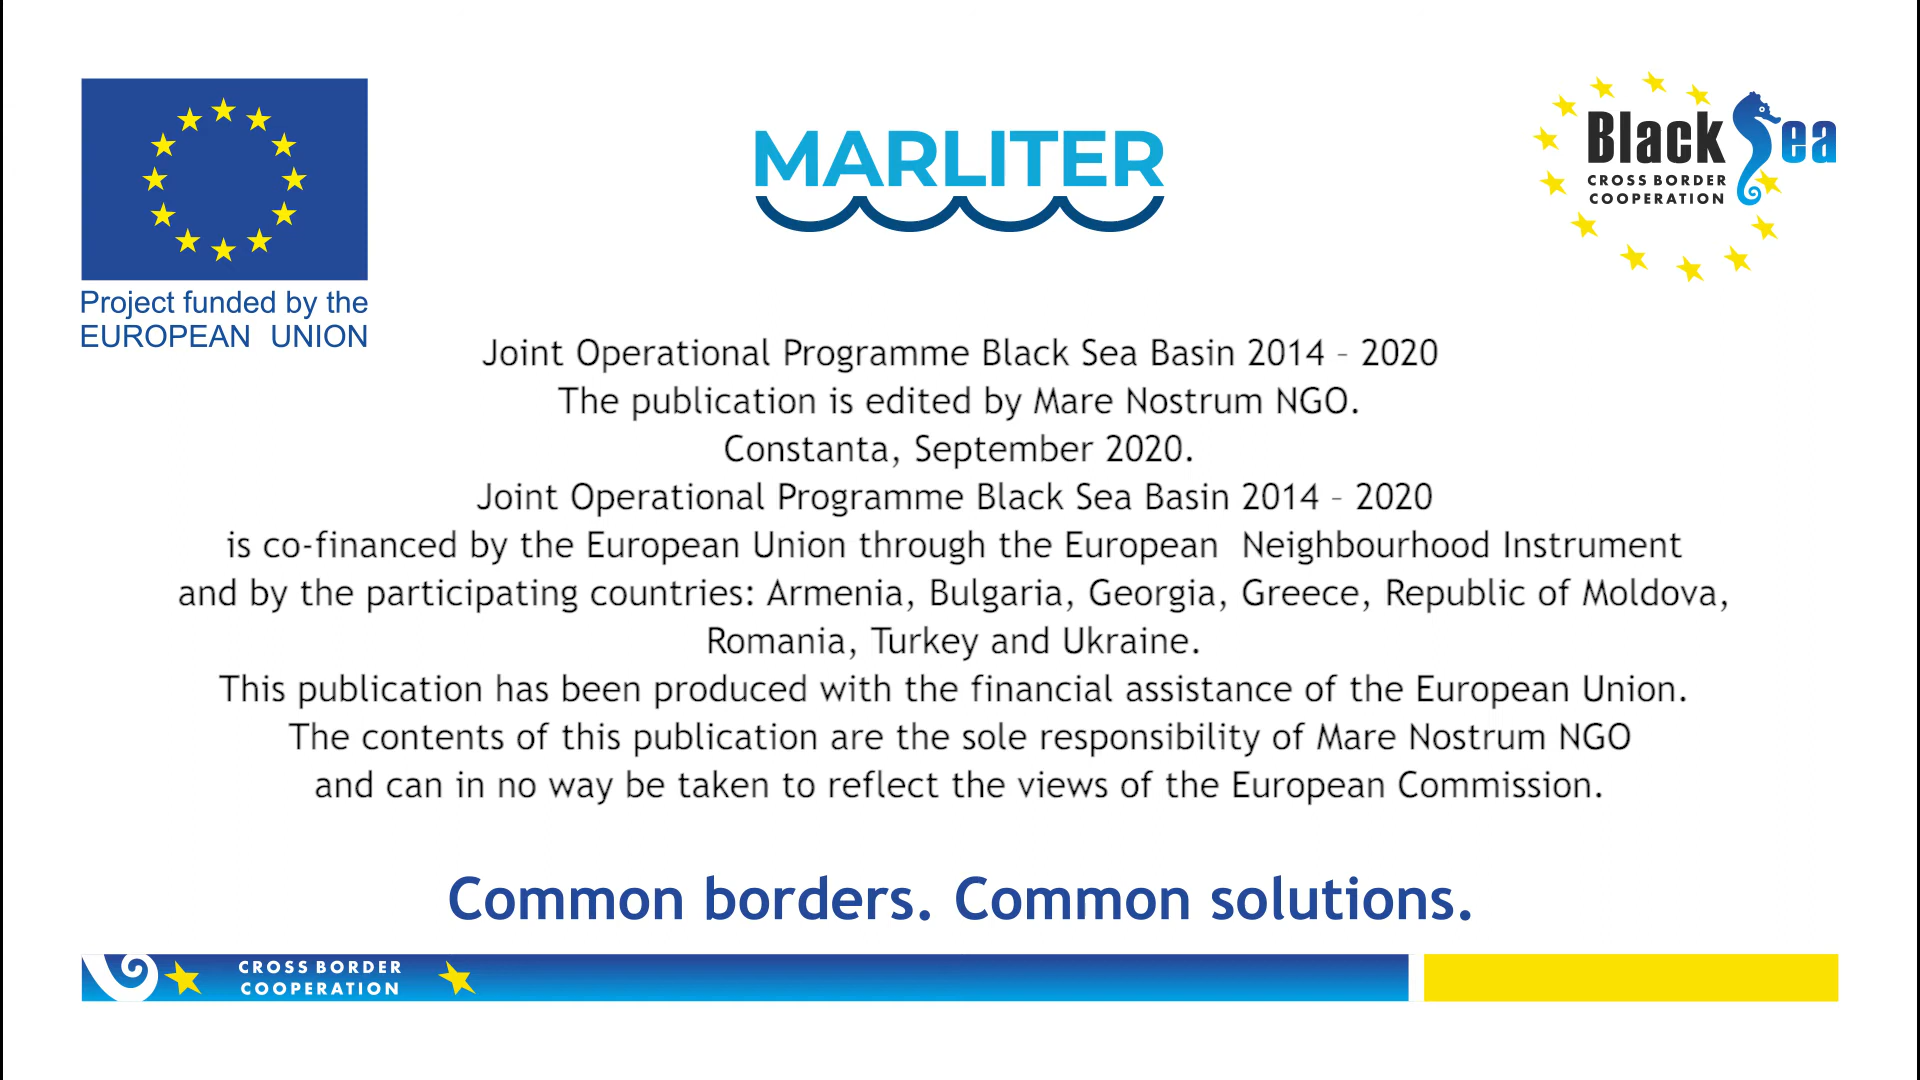 MARLITER
Black Sea
CROSS BORDER
COOPERATION
Project funded by the
EUROPEAN UNION
Joint Operational Programme Black Sea Basin 2014 – 2020
The publication is edited by Mare Nostrum NGO.
Constanta, September 2020.
Joint Operational Programme Black Sea Basin 2014 – 2020
is co-financed by the European Union through the European Neighbourhood Instrument
and by the participating countries: Armenia, Bulgaria, Georgia, Greece, Republic of Moldova,
Romania, Turkey and Ukraine.
This publication has been produced with the financial assistance of the European Union.
The contents of this publication are the sole responsibility of Mare Nostrum NGO
and can in no way be taken to reflect the views of the European Commission.
Common borders. Common solutions.
CROSS BORDER
COOPERATION